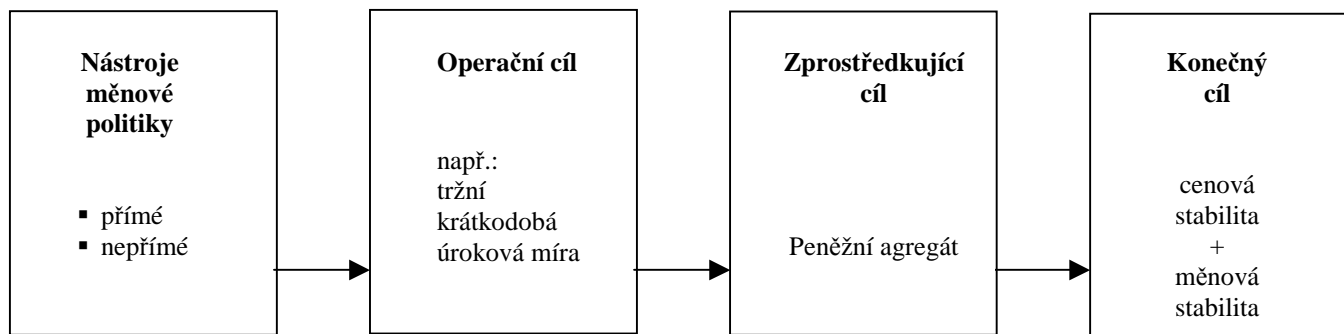 Nástroje
měnové
politiky
▪ přímé
▪ nepřímé
Operační cíl
např.:
tržní
krátkodobá
úroková míra
Zprostředkující
cíl
Peněžní agregát
Konečný
cíl
cenová
stabilita
+
měnová
stabilita